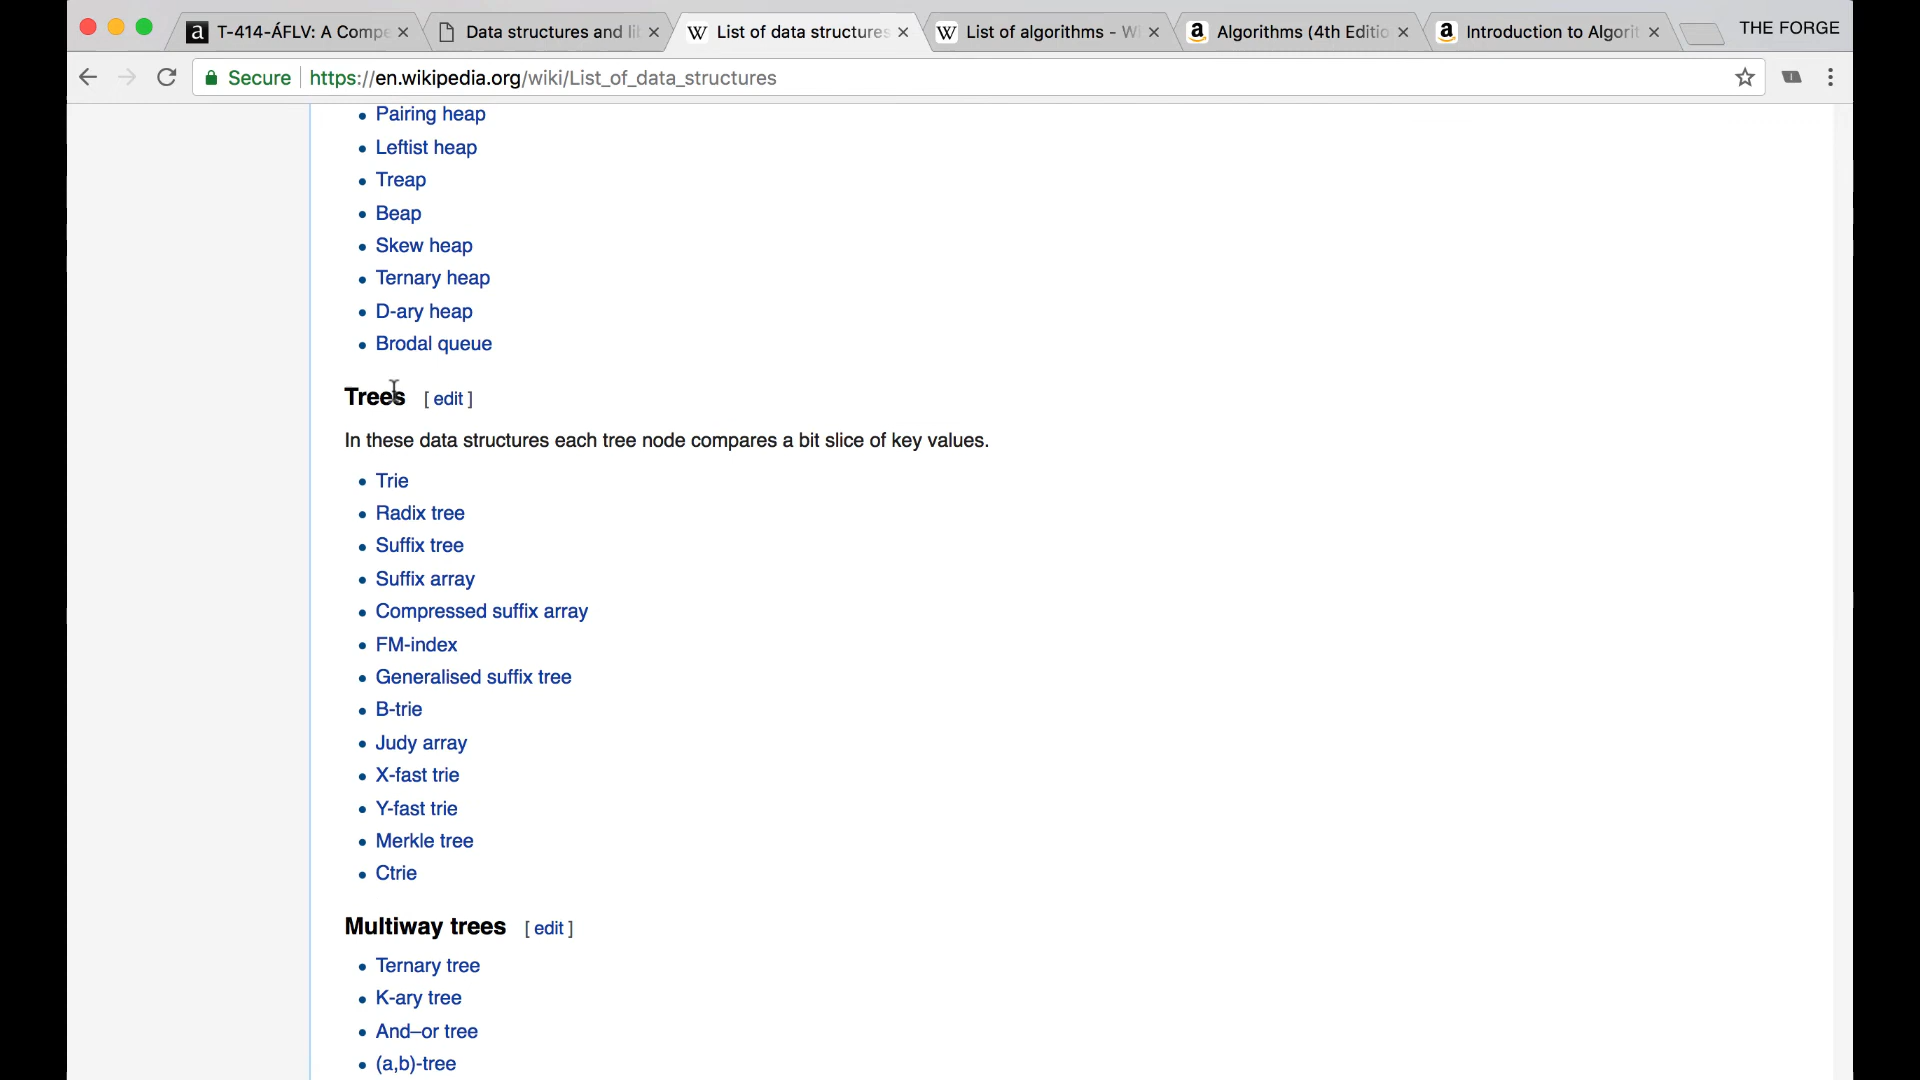 T-414-ÁFLV: A Compe
Data structures and li
List of data structures
List of algorithms - Wi
Algorithms (4th Editio
Introduction to Algorit
THE FORGE
Secure https://en.wikipedia.org/wiki/List_of_data_structures
Pairing heap
Leftist heap
Treap
Beap
Skew heap
Ternary heap
D-ary heap
Brodal queue
Trees [ edit ]
In these data structures each tree node compares a bit slice of key values.
Trie
Radix tree
Suffix tree
Suffix array
Compressed suffix array
FM-index
Generalised suffix tree
B-trie
Judy array
X-fast trie
Y-fast trie
Merkle tree
Ctrie
Multiway trees [ edit ]
Ternary tree
K-ary tree
And–or tree
(a,b)-tree